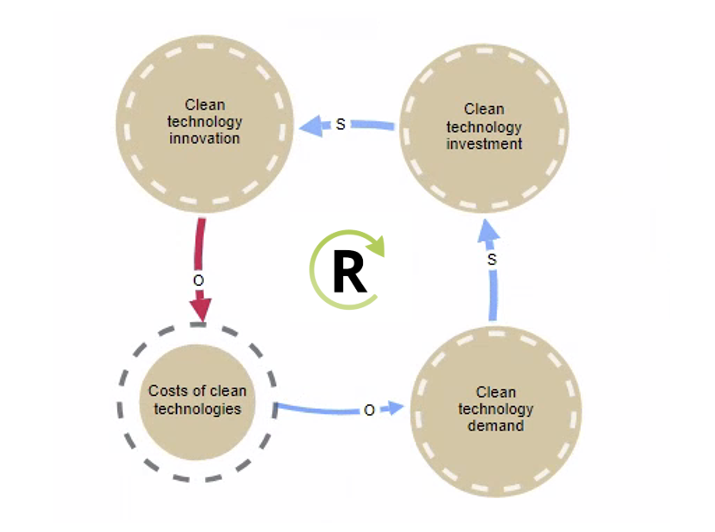 Clean
technology
innovation
Clean
technology
investment
S
R
O
S
Costs of clean
technologies
O
Clean
technology
demand